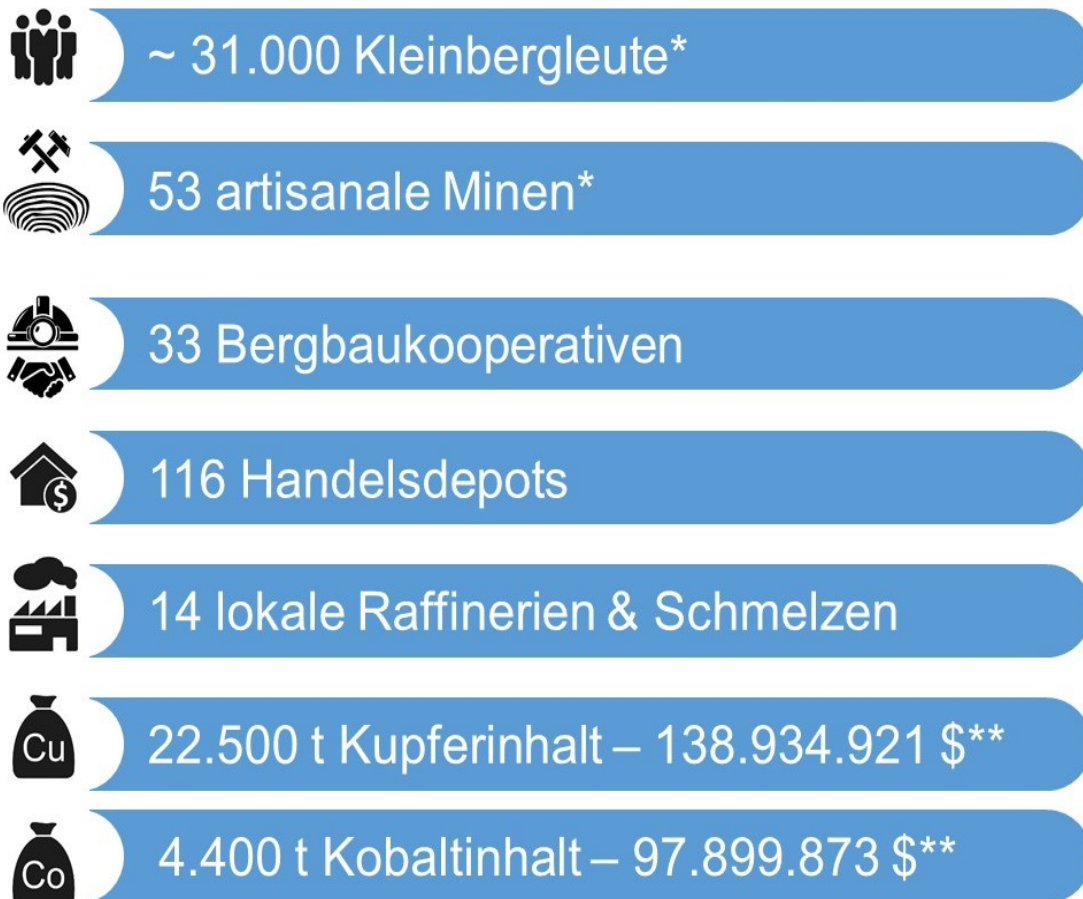 ~ 31.000 Kleinbergleute*
53 artisanale Minen*
33 Bergbaukooperativen
116 Handelsdepots
$
14 lokale Raffinerien & Schmelzen
Cu
22.500 t Kupferinhalt – 138.934.921 $**
Co
4.400 t Kobaltinhalt – 97.899.873 $**